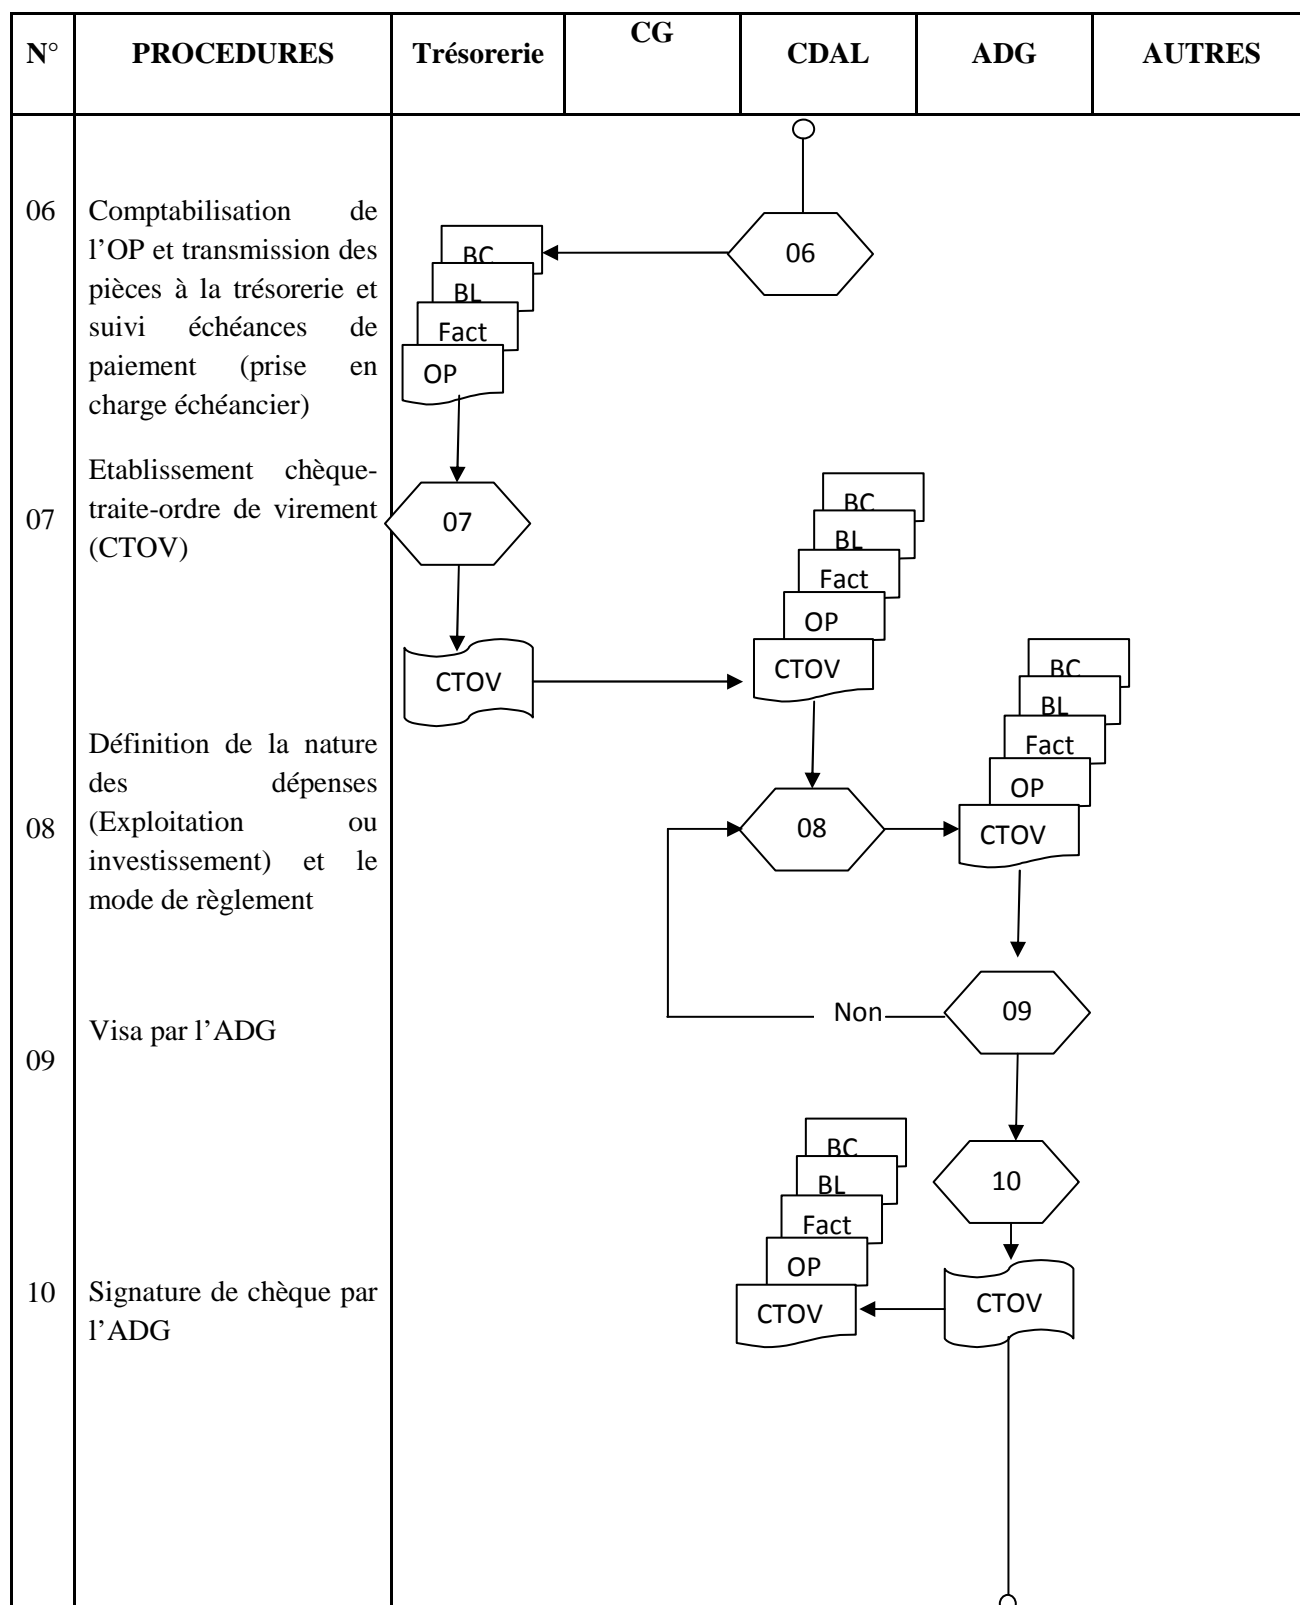 N° PROCEDURES Trésorerie CG CDAL ADG AUTRES
06 Comptabilisation de
l’OP et transmission des
pièces à la trésorerie et
suivi échéances de
paiement (prise en
charge échéancier)
06
BC
BL
Fact
OP
Etablissement chèque-
07 traite-ordre de virement
(CTOV)
07
CTOV
BC
BL
Fact
OP
CTOV
Définition de la nature
des dépenses
08 (Exploitation ou
investissement) et le
mode de règlement
08
BC
BL
Fact
OP
CTOV
Visa par l’ADG
09
Non
09
10
BC
BL
Fact
OP
CTOV
CTOV
10 Signature de chèque par
l’ADG